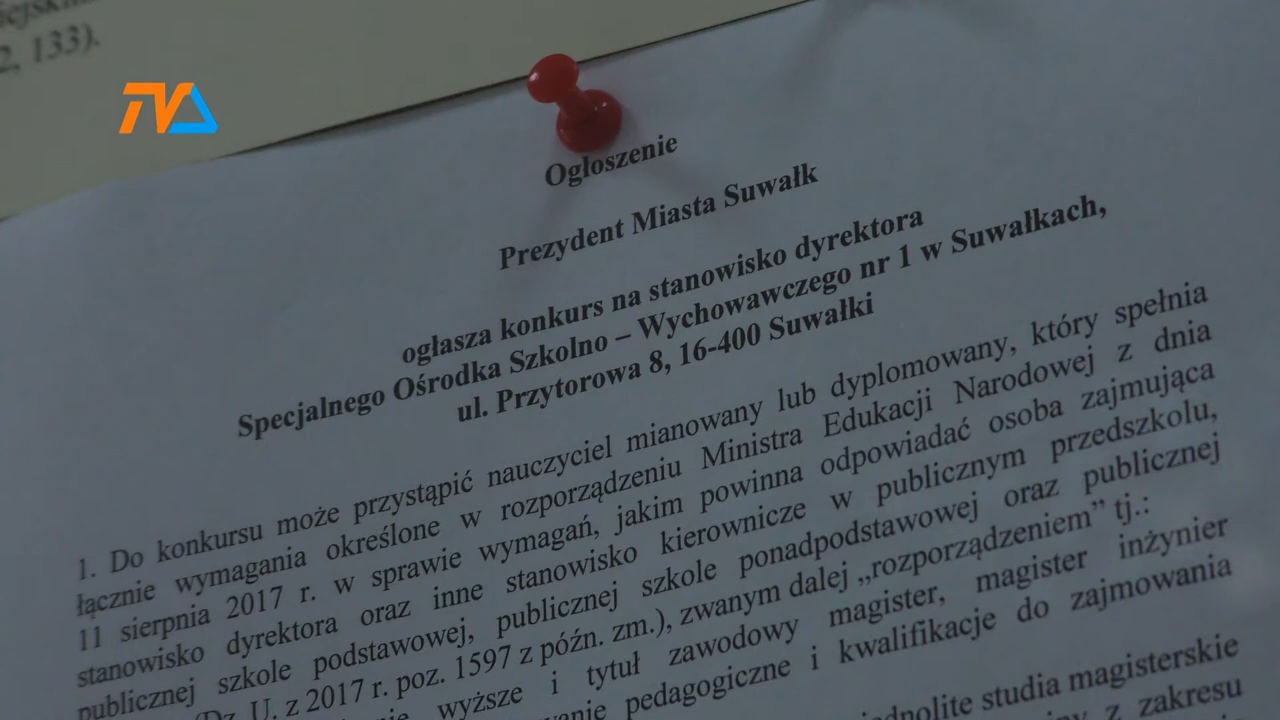 2, 133).
TVA
Ogłoszenie
Prezydent Miasta Suwałk
ogłasza konkurs na stanowisko dyrektora
Specjalnego Ośrodka Szkolno – Wychowawczego nr 1 w Suwałkach,
ul. Przytorowa 8, 16-400 Suwałki
1. Do konkursu może przystąpić nauczyciel mianowany lub dyplomowany, który spełnia
łącznie wymagania określone w rozporządzeniu Ministra Edukacji Narodowej z dnia
11 sierpnia 2017 r. w sprawie wymagań, jakim powinna odpowiadać osoba zajmująca
stanowisko dyrektora oraz inne stanowisko kierownicze w publicznym przedszkolu,
publicznej szkole podstawowej, publicznej szkole ponadpodstawowej oraz publicznej
(Dz. U. z 2017 r. poz. 1597 z późn. zm.), zwanym dalej „rozporządzeniem” tj.:
wyższe i tytuł zawodowy magister, magister inżynier
pedagogiczne i kwalifikacje do zajmowania
studia magisterskie
z zakresu